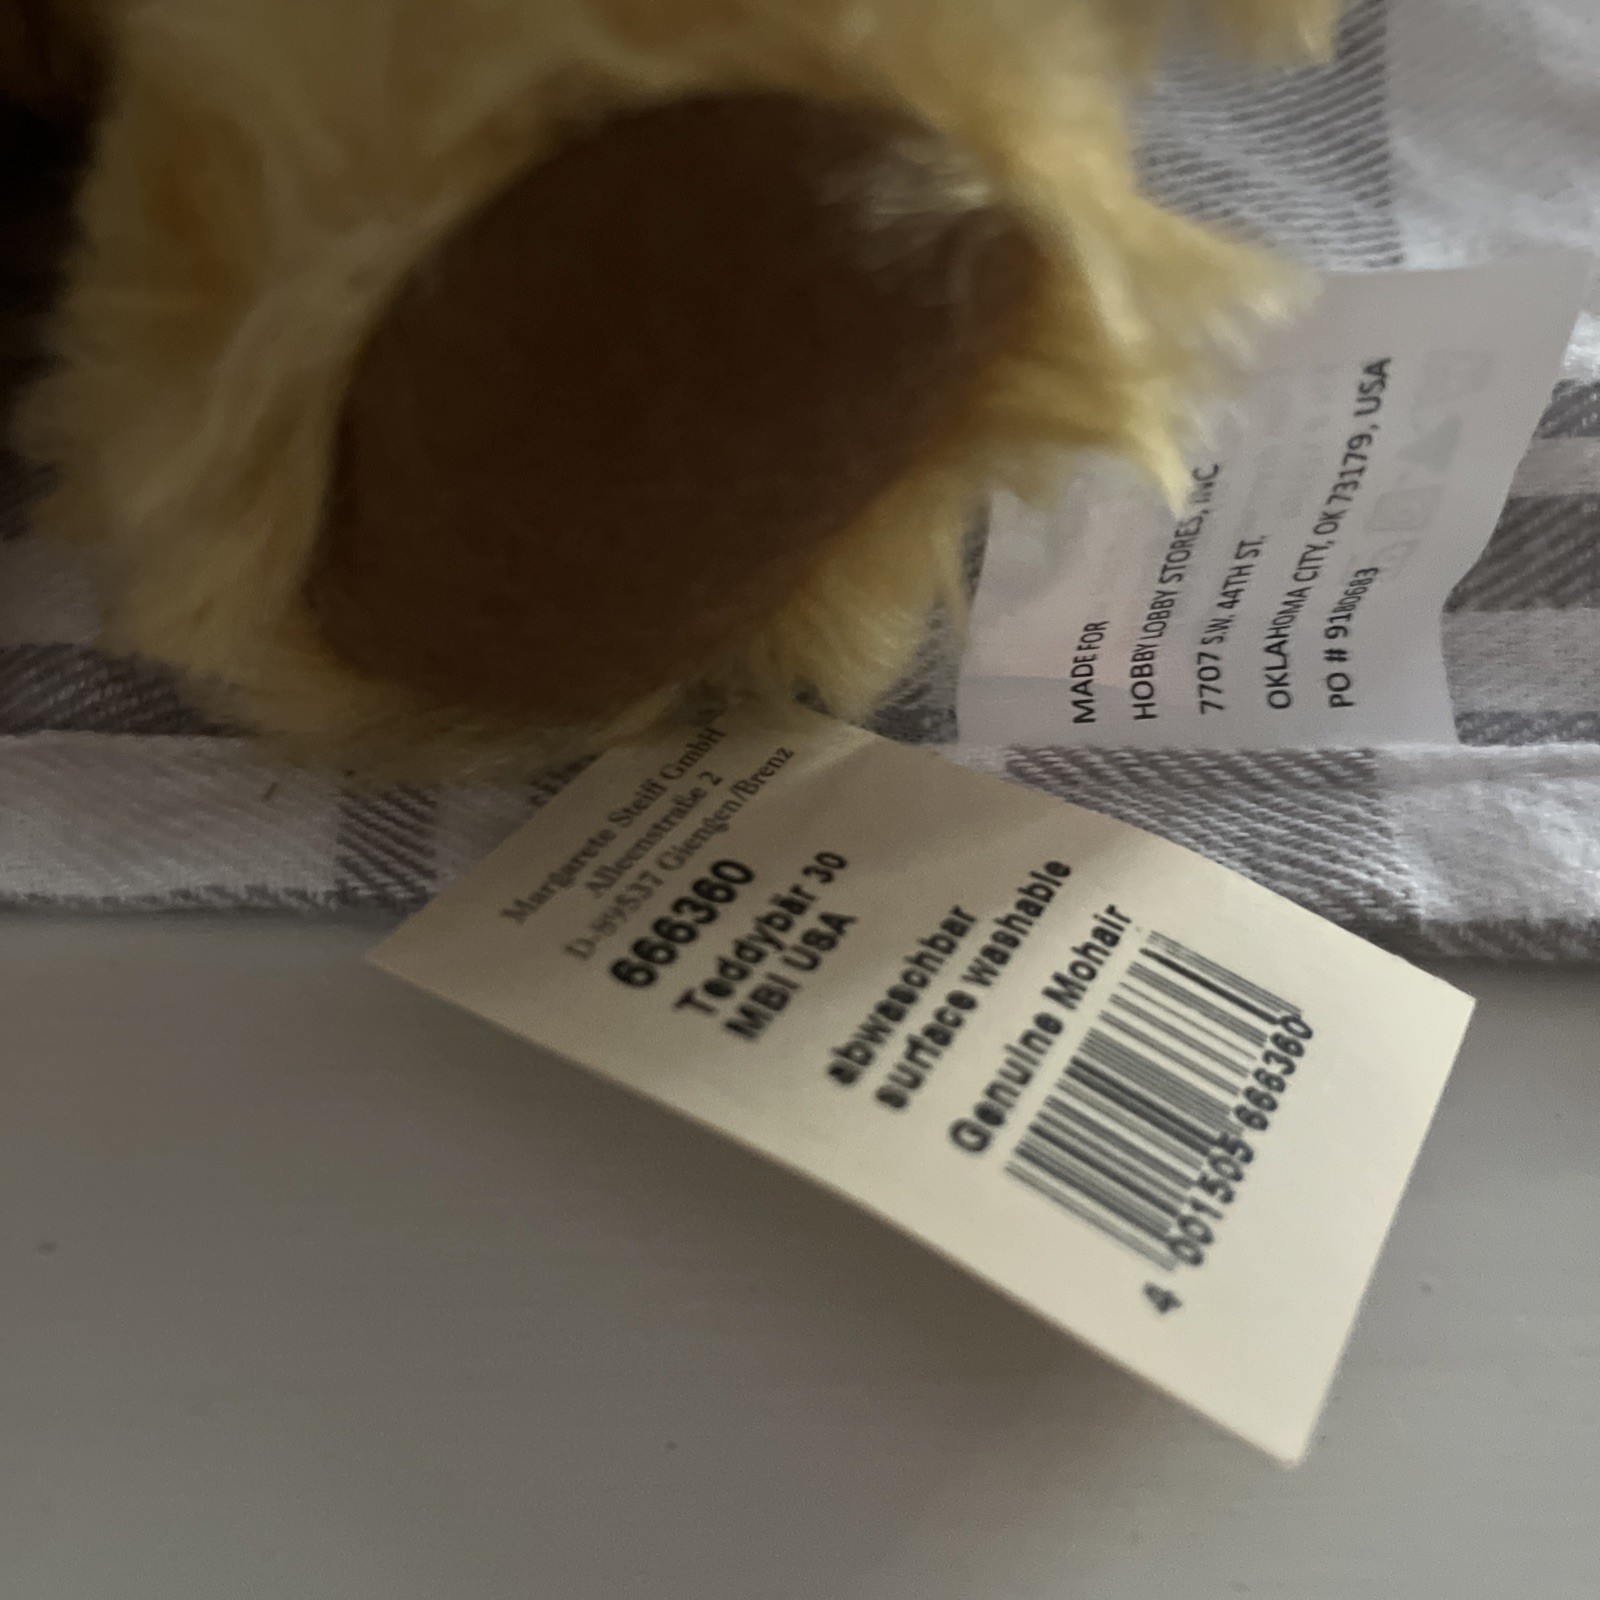 Margarete Steiff GmbH
Alleenstraße 2
D-89537 Giengen/Brenz
666360
Teddybär 30
MBI USA
abwaschbar
surface washable
Genuine Mohair
4 001505 666360
MADE FOR
HOBBY LOBBY STORES, INC
7707 S.W. 44TH ST,
OKLAHOMA CITY, OK 73179, USA
PO # 9180683